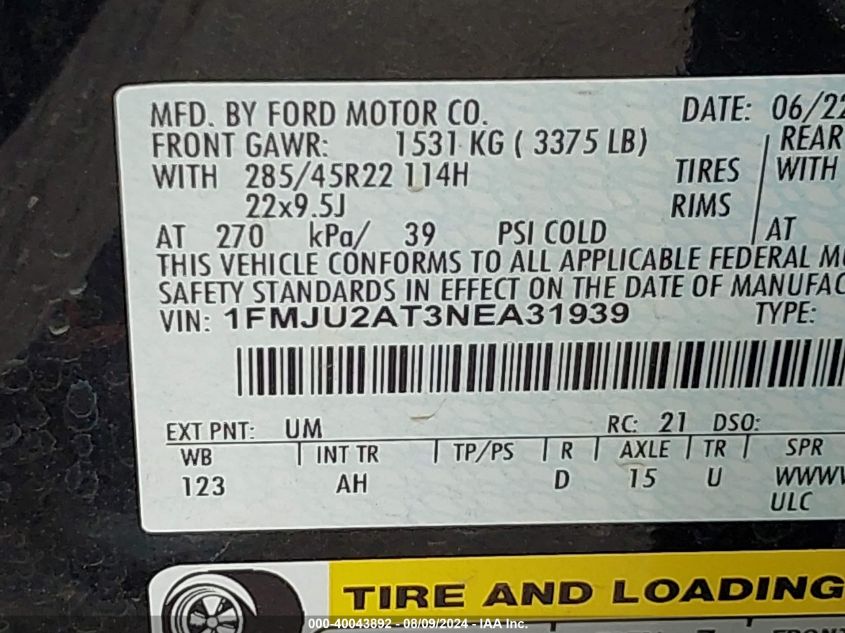 MFD. BY FORD MOTOR CO. DATE: 06/22
FRONT GAWR: 1531 KG ( 3375 LB) REAR
WITH 285/45R22 114H TIRES WITH
22x9.5J RIMS
AT 270 kPa/ 39 PSI COLD AT
THIS VEHICLE CONFORMS TO ALL APPLICABLE FEDERAL
SAFETY STANDARDS IN EFFECT ON THE DATE OF MANUFAC
VIN: 1FMJU2AT3NEA31939 TYPE:
EXT PNT: UM RC: 21 DSO:
WB INT TR TP/PS R AXLE TR SPR
123 AH D 15 U WWWW
ULC
TIRE AND LOADING
000-40043892 - 08/09/2024 - IAA Inc.